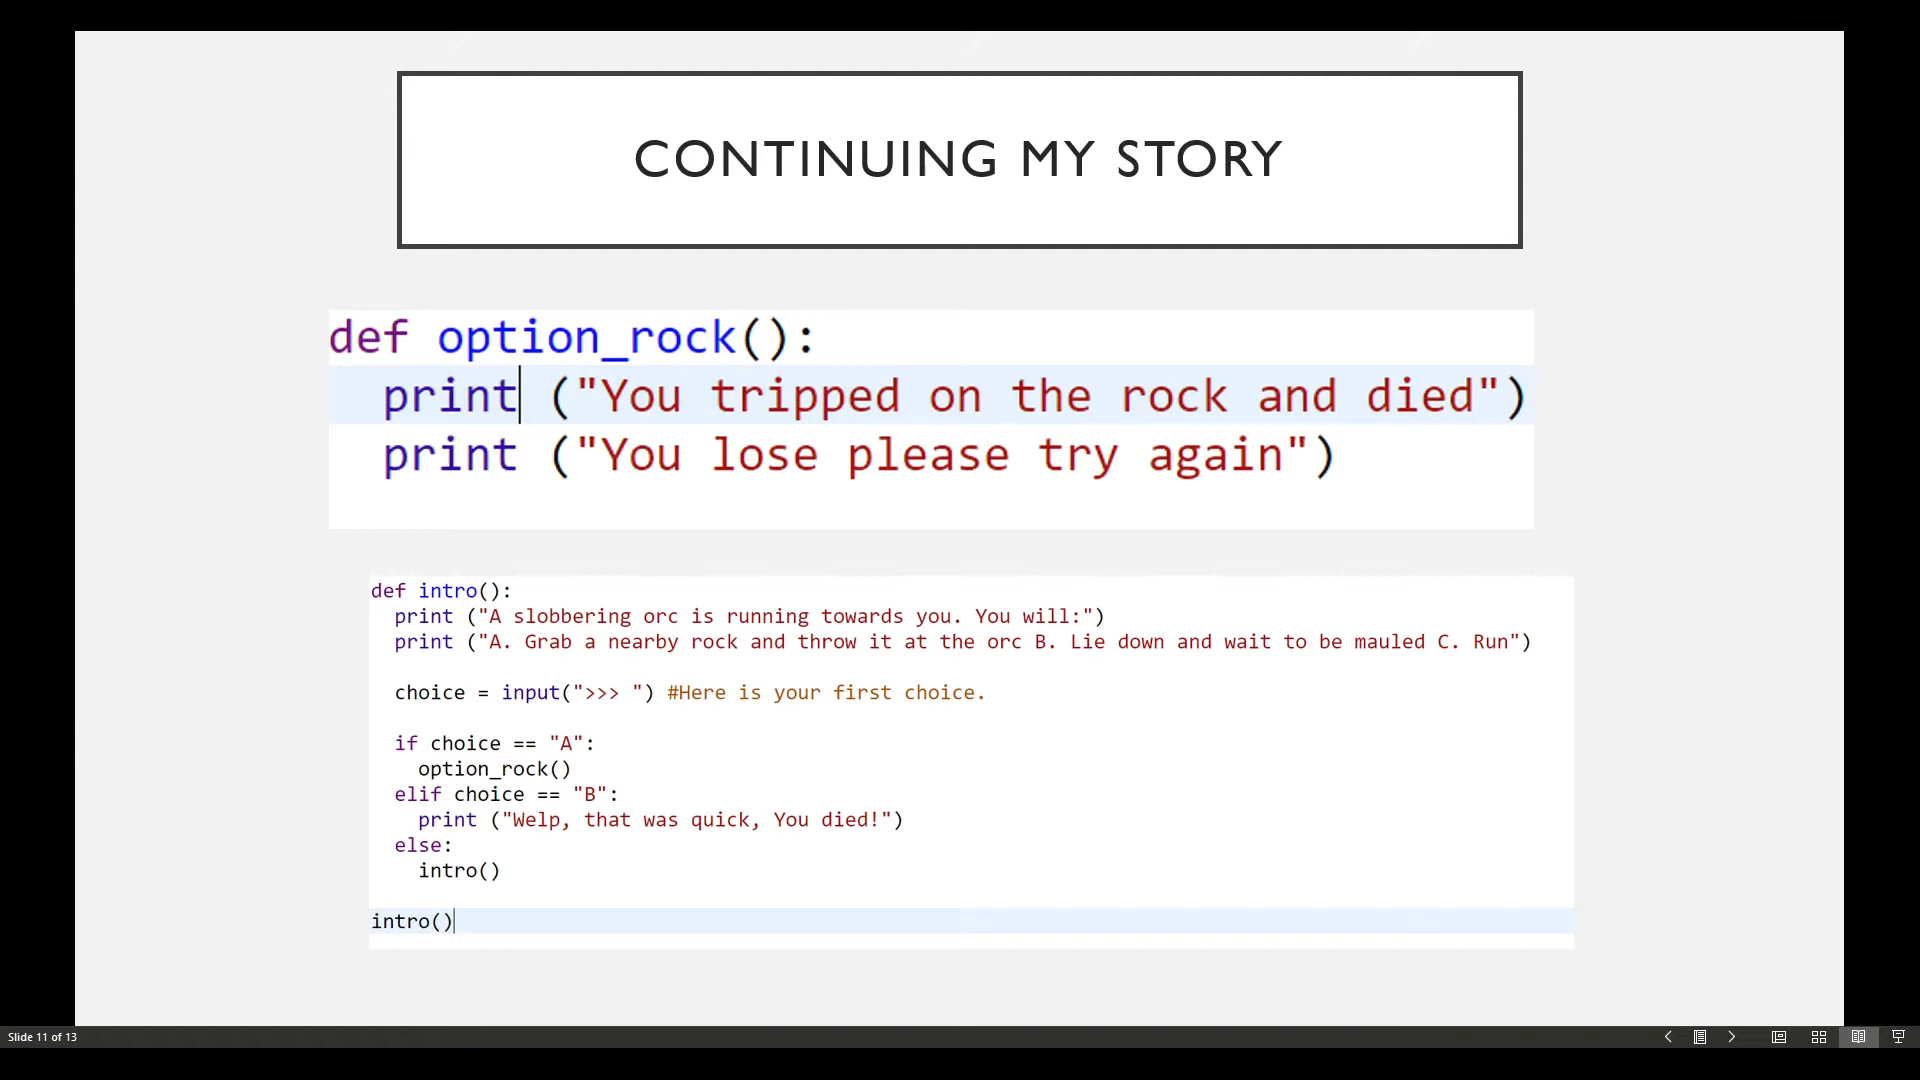 CONTINUING MY STORY
def option_rock():
  print ("You tripped on the rock and died")
  print ("You lose please try again")
def intro():
  print ("A slobbering orc is running towards you. You will:")
  print ("A. Grab a nearby rock and throw it at the orc B. Lie down and wait to be mauled C. Run")
  choice = input(">>> ") #Here is your first choice.
  if choice == "A":
    option_rock()
  elif choice == "B":
    print ("Welp, that was quick, You died!")
  else:
    intro()
intro()
Slide 11 of 13